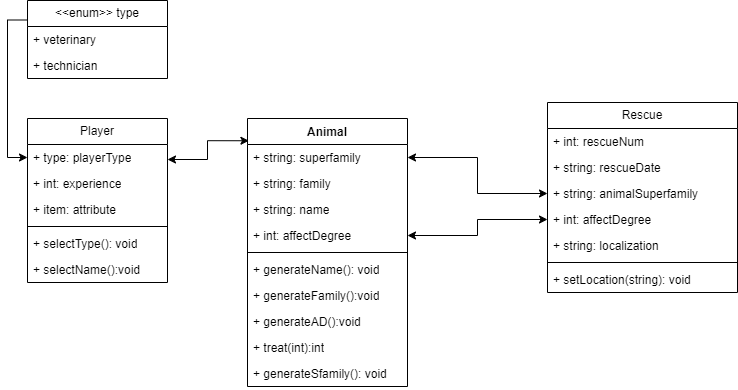 <<enum>> type
+ veterinary
+ technician
Player
+ type: playerType
+ int: experience
+ item: attribute
+ selectType(): void
+ selectName():void
Animal
+ string: superfamily
+ string: family
+ string: name
+ int: affectDegree
+ generateName(): void
+ generateFamily():void
+ generateAD():void
+ treat(int):int
+ generateSfamily(): void
Rescue
+ int: rescueNum
+ string: rescueDate
+ string: animalSuperfamily
+ int: affectDegree
+ string: localization
+ setLocation(string): void